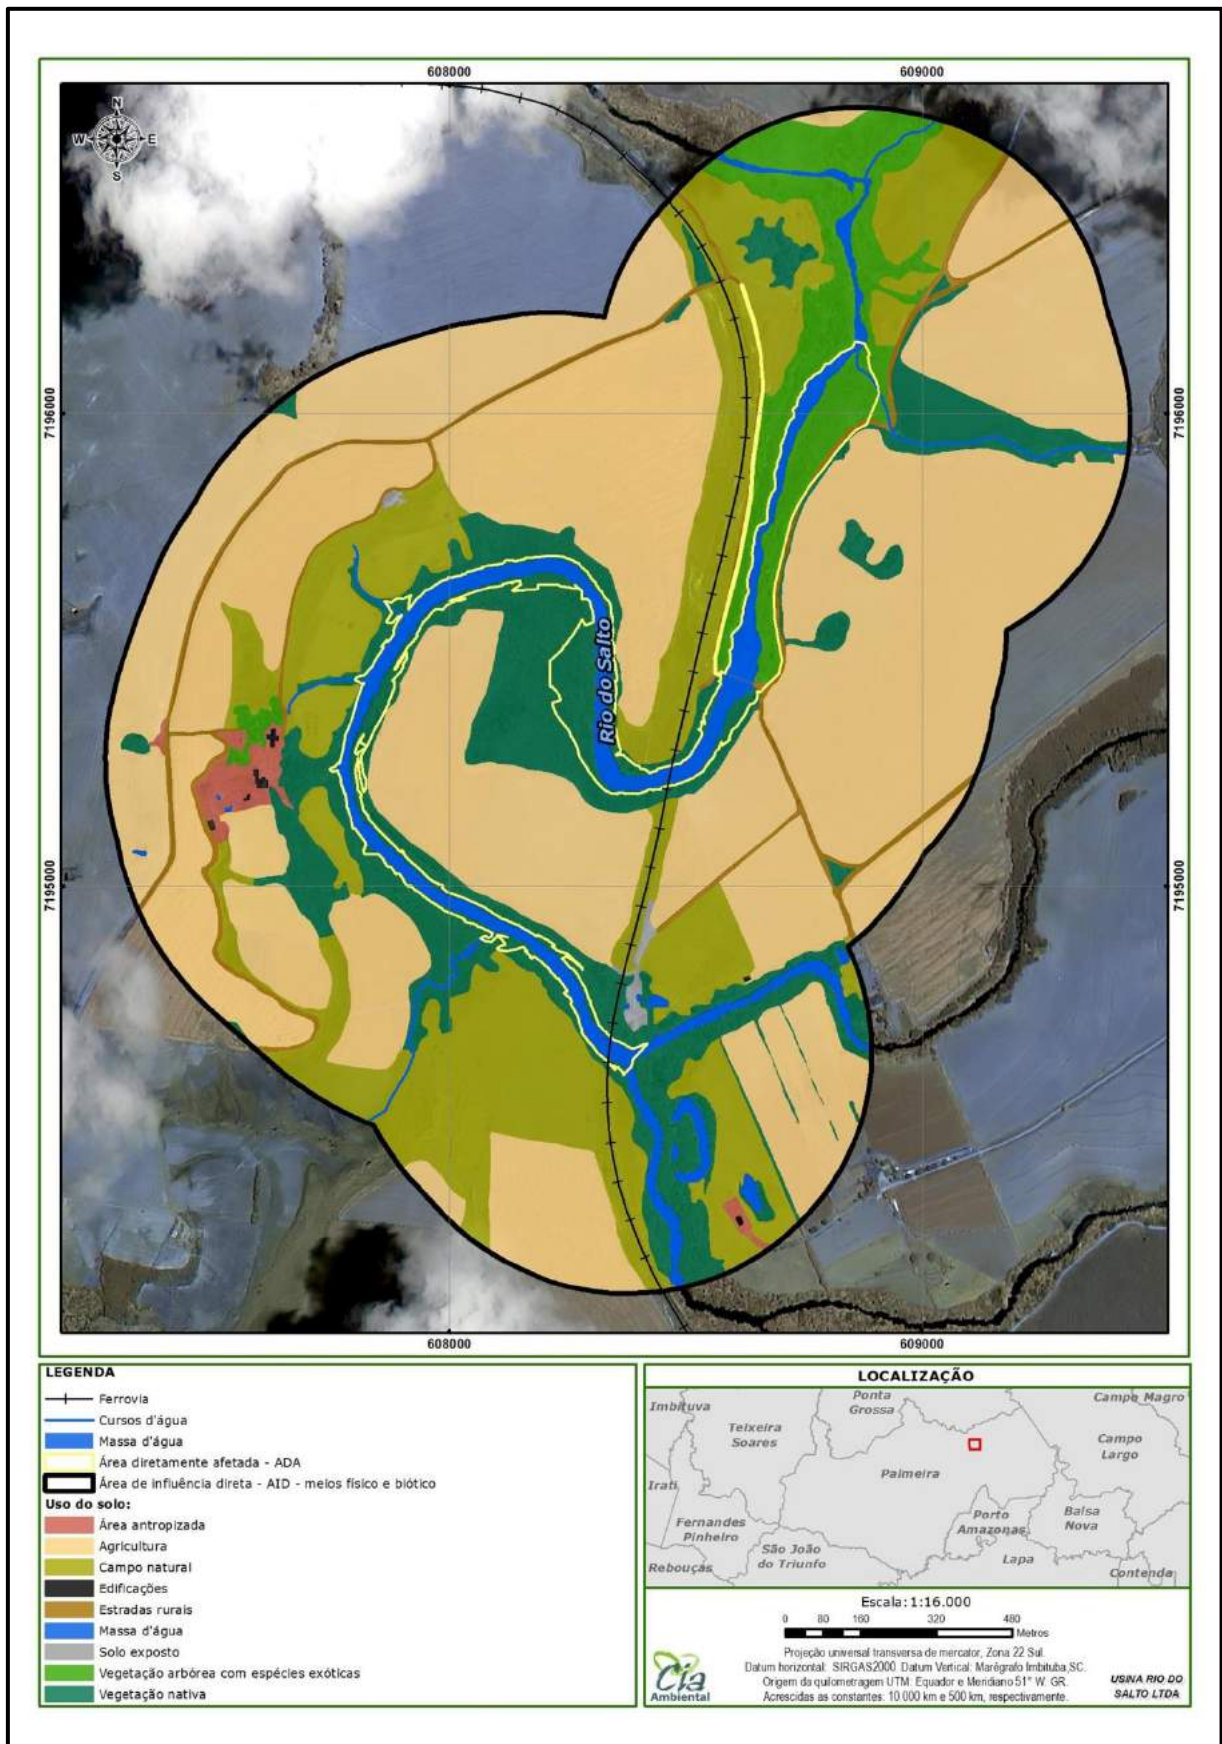 608000
609000
N
W
E
S
7196000
7196000
Rio do Salto
7195000
7195000
608000
609000
LEGENDA
Ferrovia
Cursos d'água
Massa d'água
Área diretamente afetada - ADA
Área de influência direta - AID - meios físico e biótico
Uso do solo:
Área antropizada
Agricultura
Campo natural
Edificações
Estradas rurais
Massa d'água
Solo exposto
Vegetação arbórea com espécies exóticas
Vegetação nativa
LOCALIZAÇÃO
Imbituva
Teixeira
Soares
Ponta
Grossa
Campo Magro
Campo
Largo
Palmeira
Irati
Fernandes
Pinheiro
Porto
Amazonas
Balsa
Nova
São João
do Triunfo
Lapa
Rebouças
Contenda
Escala: 1:16.000
0 80 160 320 480
Metros
Projeção universal transversa de mercator, Zona 22 Sul.
Datum horizontal: SIRGAS2000. Datum Vertical: Marégrafo Imbituba,SC.
Origem da quilometragem UTM: Equador e Meridiano 51° W. GR.
Acrescidas as constantes: 10 000 km e 500 km, respectivamente.
Cia
Ambiental
USINA RIO DO
SALTO LTDA